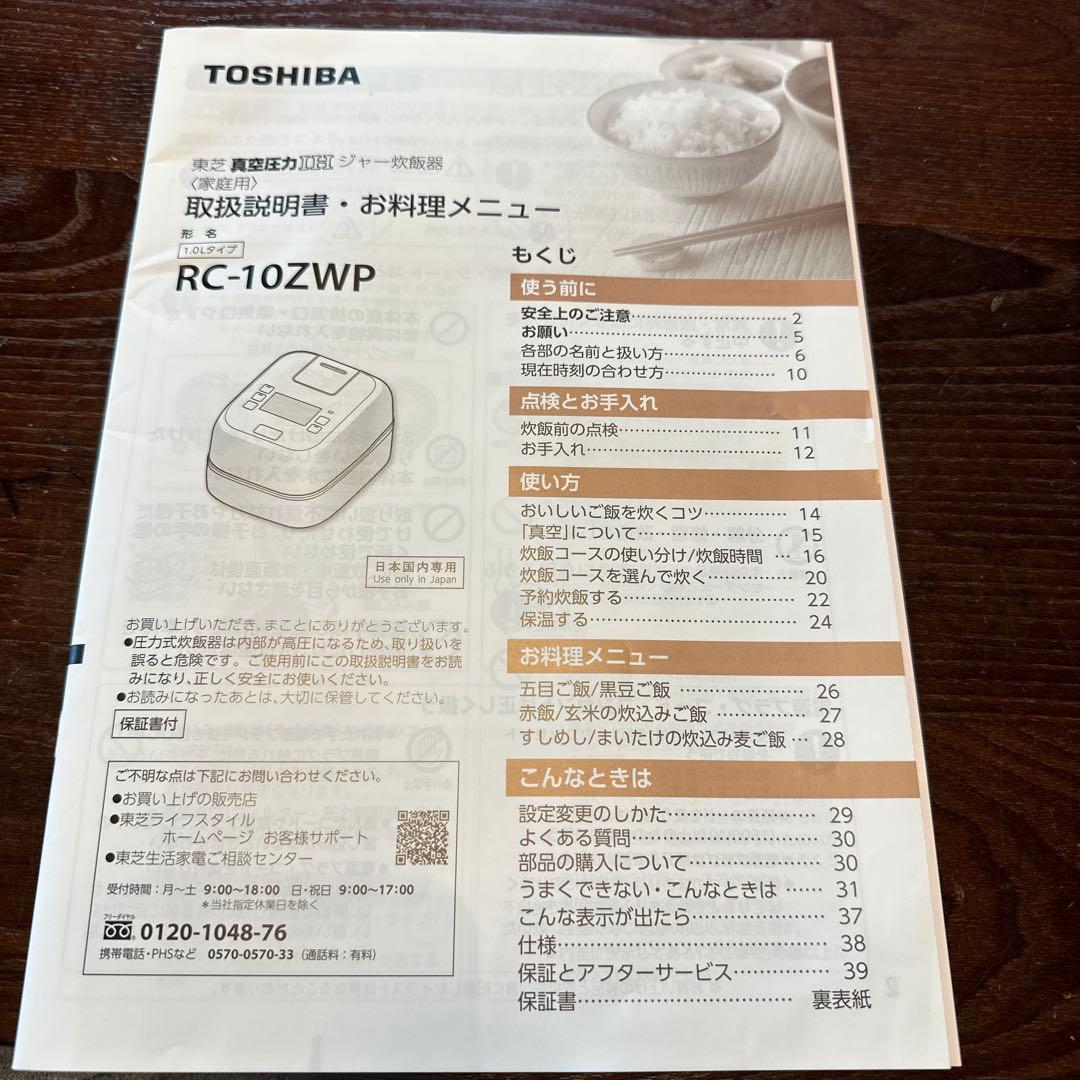 TOSHIBA
東芝 真空圧力IH ジャー炊飯器
〈家庭用〉
取扱説明書・お料理メニュー
形 名
1.0Lタイプ
RC-10ZWP
日本国内専用
Use only in Japan
お買い上げいただき、まことにありがとうございます。
●圧力式炊飯器は内部が高圧になるため、取り扱いを
誤ると危険です。ご使用前にこの取扱説明書をお読
みになり、正しく安全にお使いください。
●お読みになったあとは、大切に保管してください。
保証書付
ご不明な点は下記にお問い合わせください。
●お買い上げの販売店
●東芝ライフスタイル
ホームページ お客様サポート
●東芝生活家電ご相談センター
受付時間:月〜土 9:00〜18:00 日・祝日 9:00〜17:00
*当社指定休業日を除く
フリーダイヤル
0120-1048-76
携帯電話・PHSなど 0570-0570-33 (通話料:有料)
もくじ
使う前に
安全上のご注意…………………… 2
お願い…………………………… 5
各部の名前と扱い方……………… 6
現在時刻の合わせ方……………… 10
点検とお手入れ
炊飯前の点検…………………… 11
お手入れ………………………… 12
使い方
おいしいご飯を炊くコツ………… 14
「真空」について………………… 15
炊飯コースの使い分け/炊飯時間 … 16
炊飯コースを選んで炊く………… 20
予約炊飯する…………………… 22
保温する………………………… 24
お料理メニュー
五目ご飯/黒豆ご飯 …………… 26
赤飯/玄米の炊込みご飯 ………… 27
すしめし/まいたけの炊込み麦ご飯 … 28
こんなときは
設定変更のしかた……………… 29
よくある質問…………………… 30
部品の購入について…………… 30
うまくできない・こんなときは …… 31
こんな表示が出たら…………… 37
仕様……………………………… 38
保証とアフターサービス………… 39
保証書………………………… 裏表紙